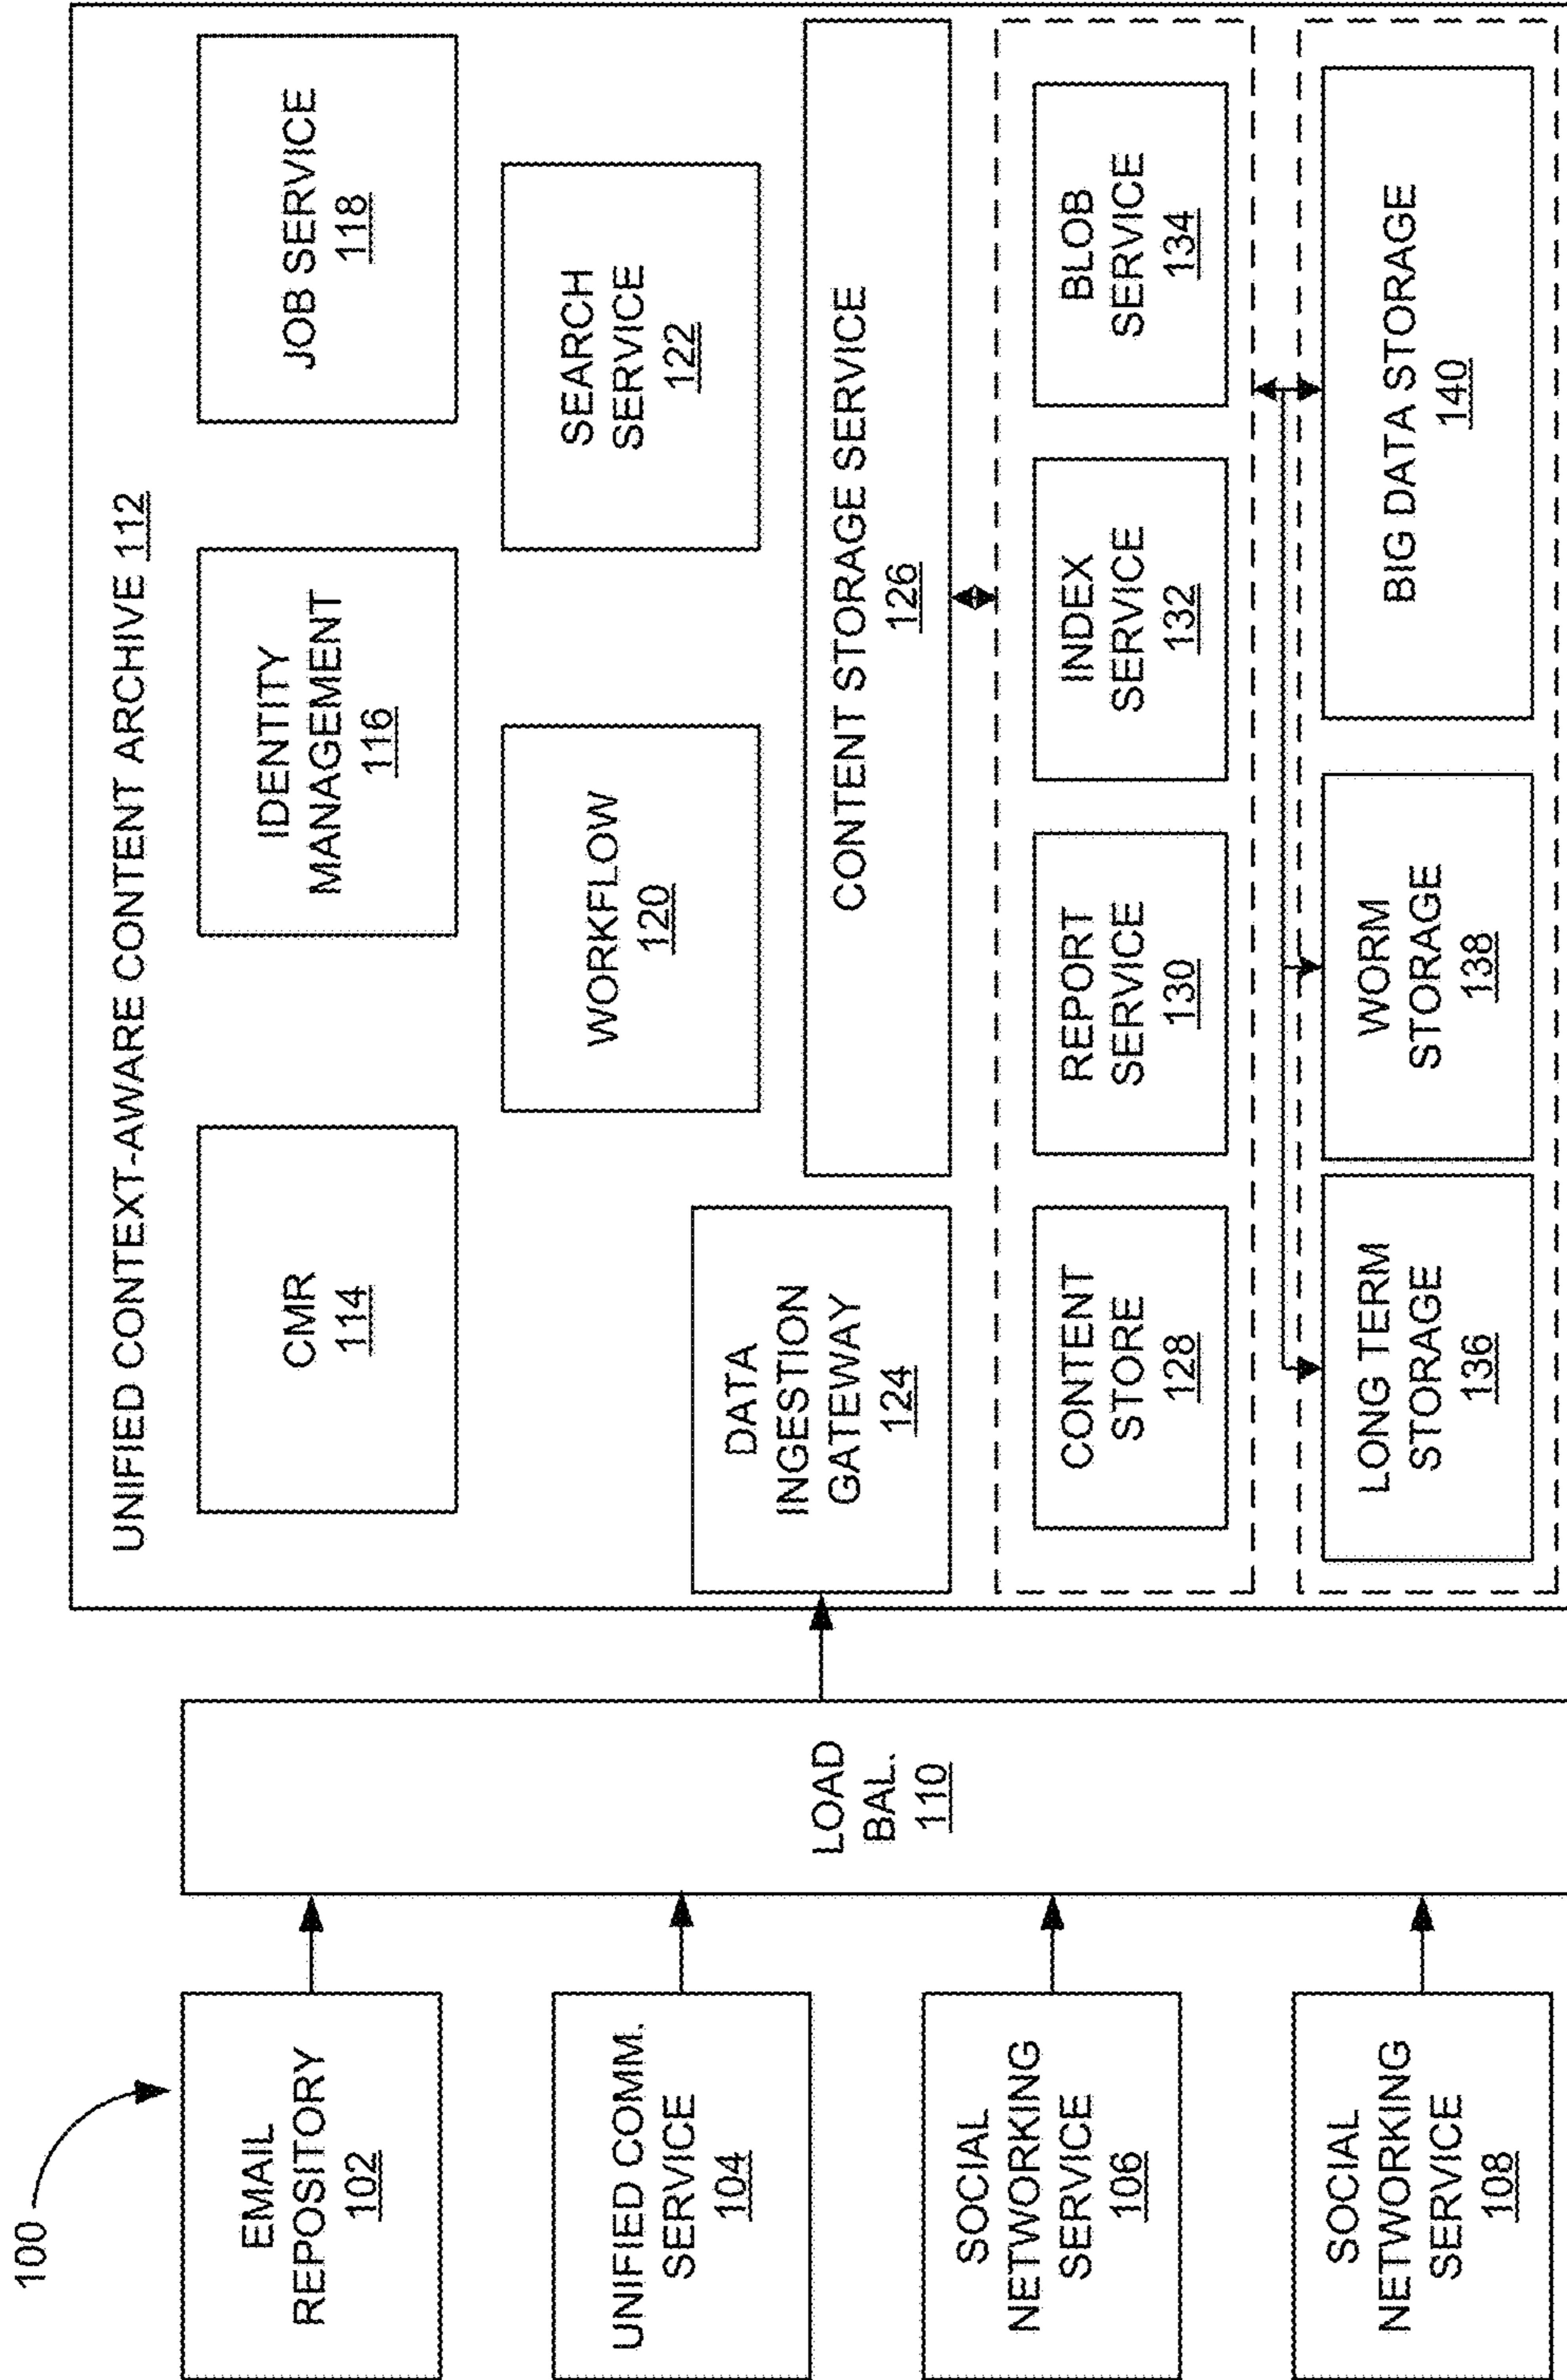 100
EMAIL
REPOSITORY
102
UNIFIED COMM.
SERVICE
104
SOCIAL
NETWORKING
SERVICE
106
SOCIAL
NETWORKING
SERVICE
108
LOAD
BAL.
110
UNIFIED CONTEXT-AWARE CONTENT ARCHIVE 112
CMR
114
IDENTITY
MANAGEMENT
116
JOB SERVICE
118
WORKFLOW
120
SEARCH
SERVICE
122
DATA
INGESTION
GATEWAY
124
CONTENT STORAGE SERVICE
126
CONTENT
STORE
128
REPORT
SERVICE
130
INDEX
SERVICE
132
BLOB
SERVICE
134
LONG TERM
STORAGE
136
WORM
STORAGE
138
BIG DATA STORAGE
140